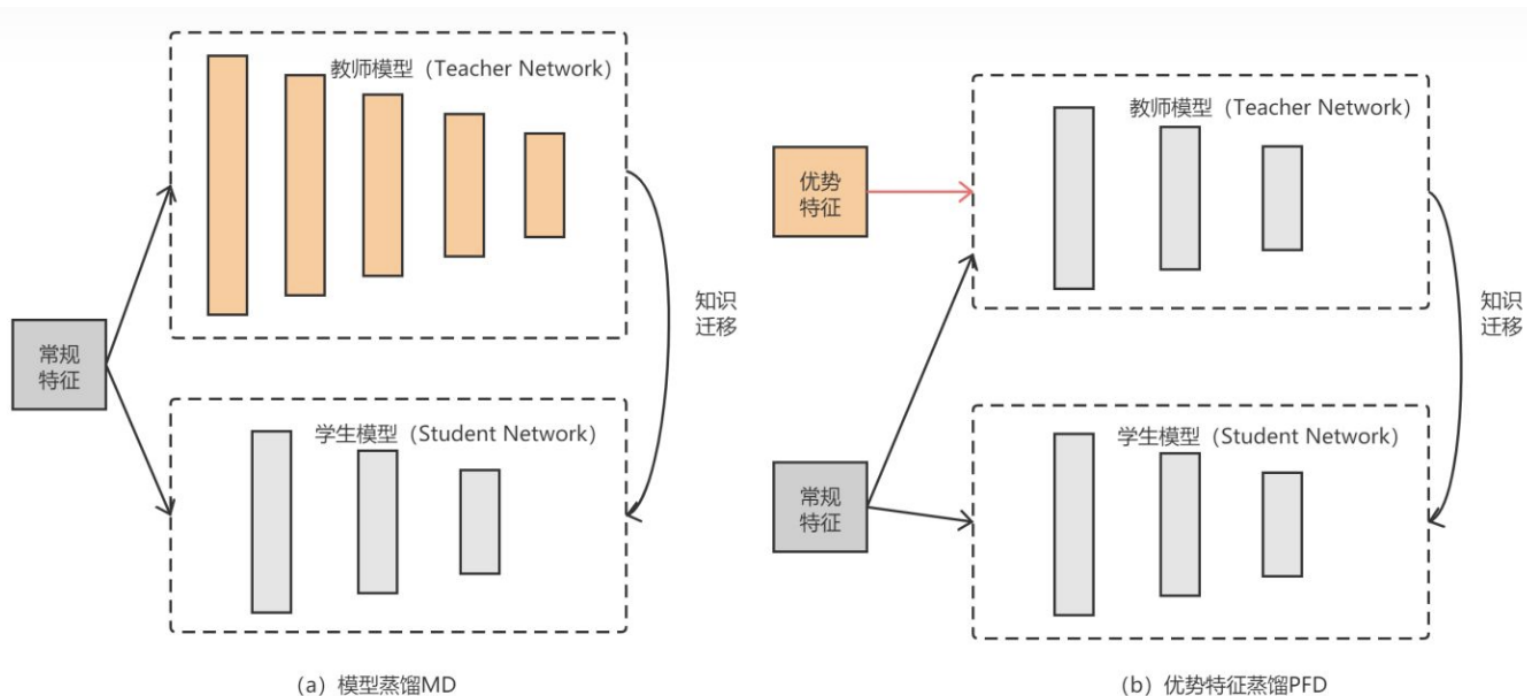 教师模型（Teacher Network）
常规
特征
知识
迁移
学生模型（Student Network）
(a) 模型蒸馏MD
教师模型（Teacher Network）
优势
特征
知识
迁移
常规
特征
学生模型（Student Network）
(b) 优势特征蒸馏PFD